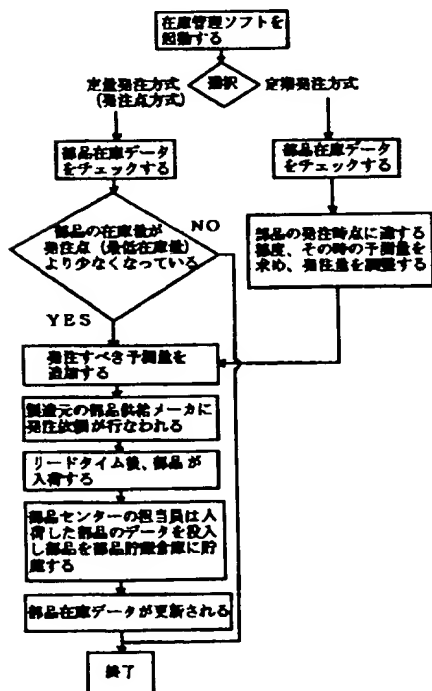 在庫管理ソフトを
起動する
選択
定量発注方式
(発注点方式)
定期発注方式
部品在庫データ
をチェックする
部品在庫データ
をチェックする
部品の在庫量が
発注点(最低在庫量)
より少なくなっている
NO
YES
部品の発注時点に達する
都度、その時の予測量を
求め、発注量を調整する
発注すべき予測量を
追加する
製造元の部品供給メーカに
発注依頼が行なわれる
リードタイム後、部品が
入荷する
部品センターの担当員は入
荷した部品のデータを投入
し部品を部品貯蔵倉庫に貯
蔵する
部品在庫データが更新される
終了